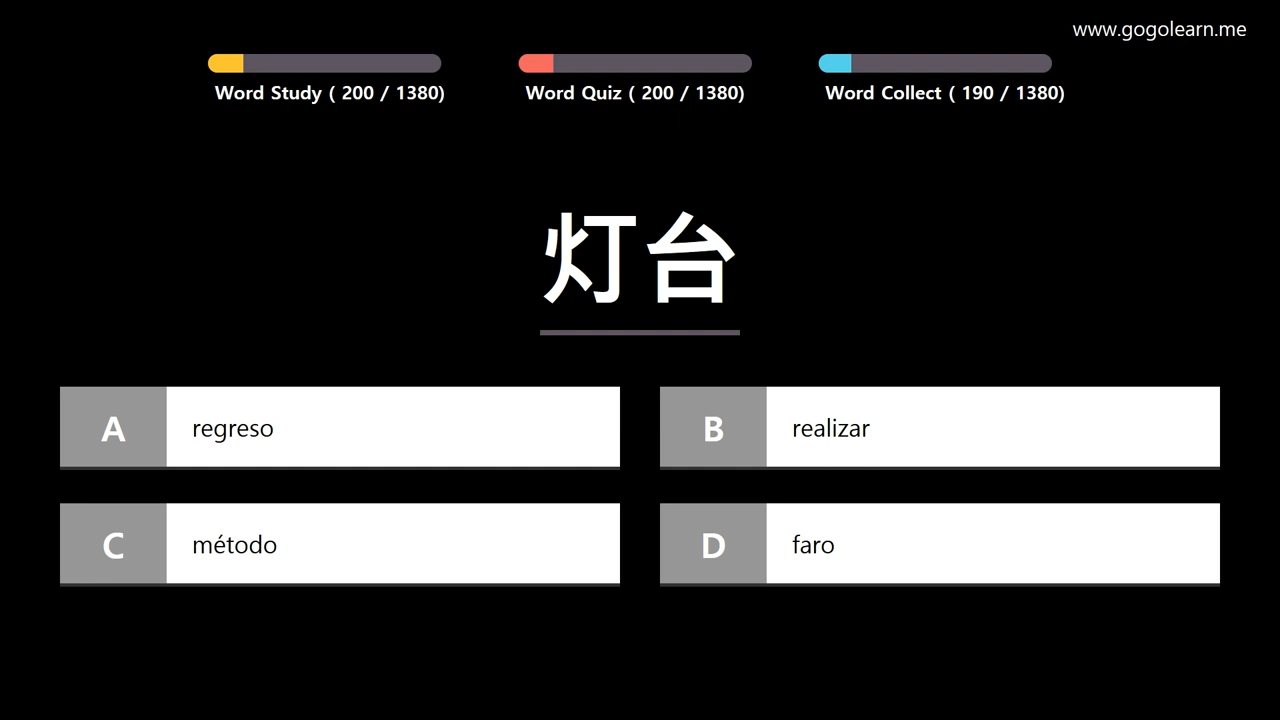 www.gogolearn.me
Word Study ( 200 / 1380)
Word Quiz ( 200 / 1380)
Word Collect ( 190 / 1380)
灯台
A regreso
B realizar
C método
D faro